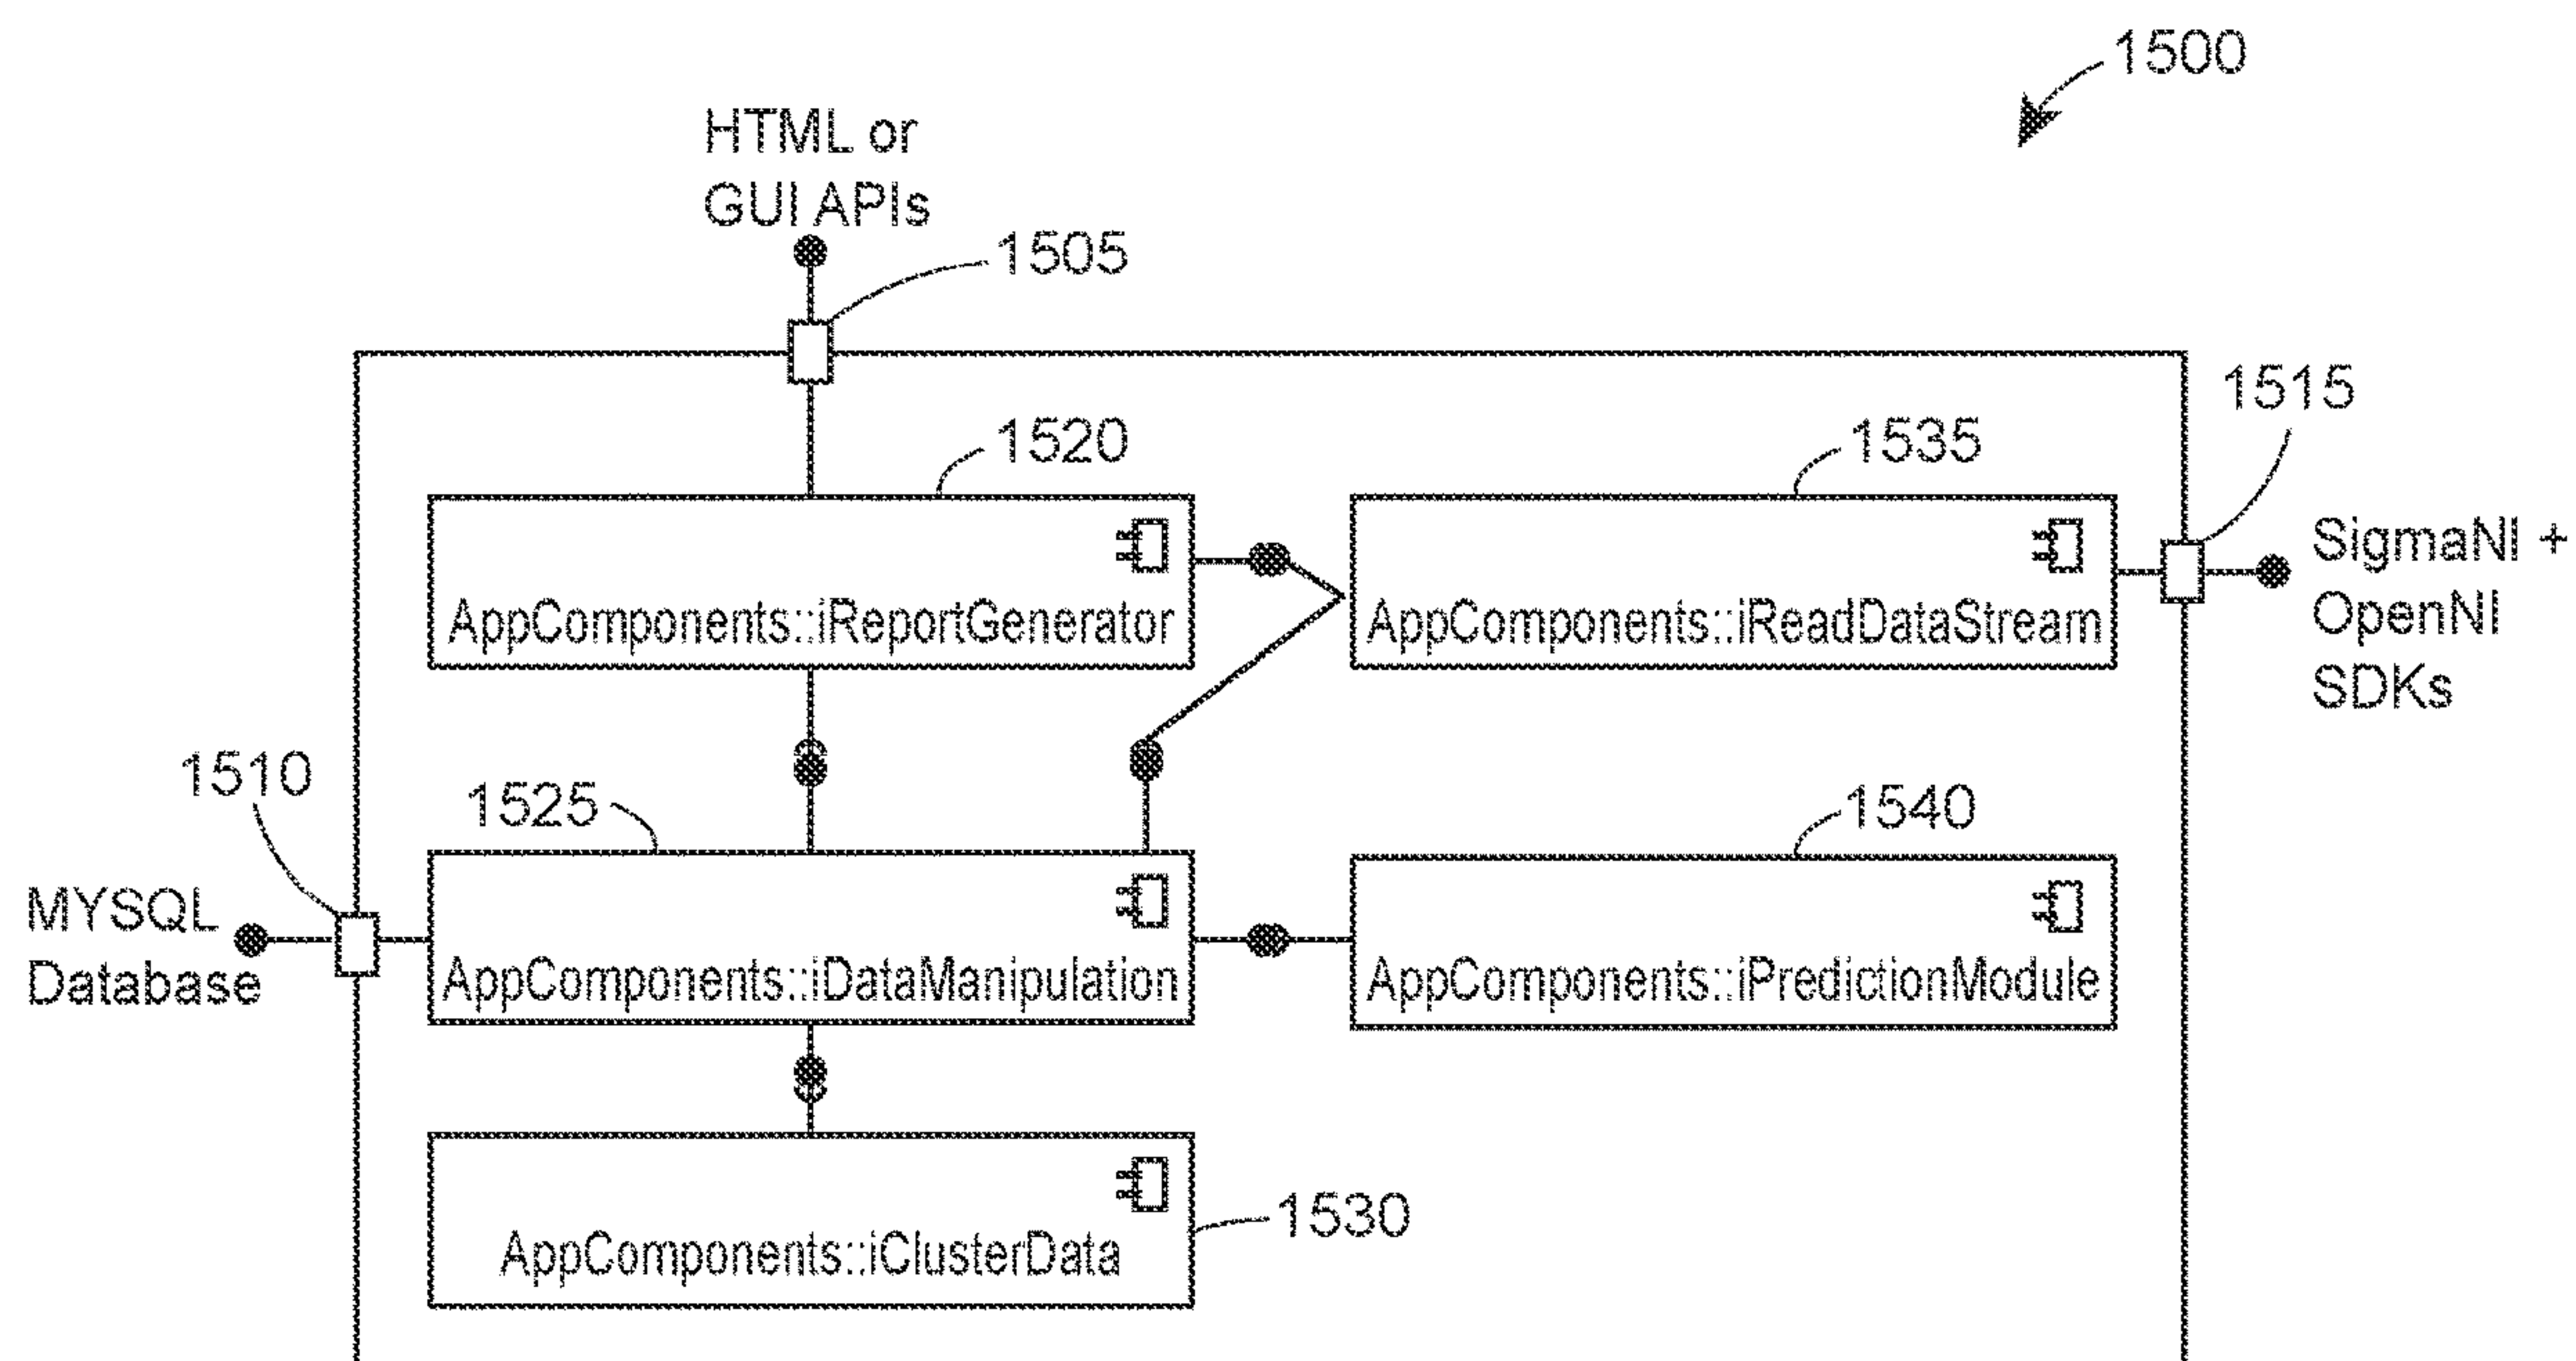 1500
HTML or
GUI APIs
1505
1515
1520
1535
SigmaNI +
OpenNI
SDKs
AppComponents::iReportGenerator
AppComponents::iReadDataStream
1510
1525
1540
MYSQL
Database
AppComponents::iDataManipulation
AppComponents::iPredictionModule
1530
AppComponents::iClusterData